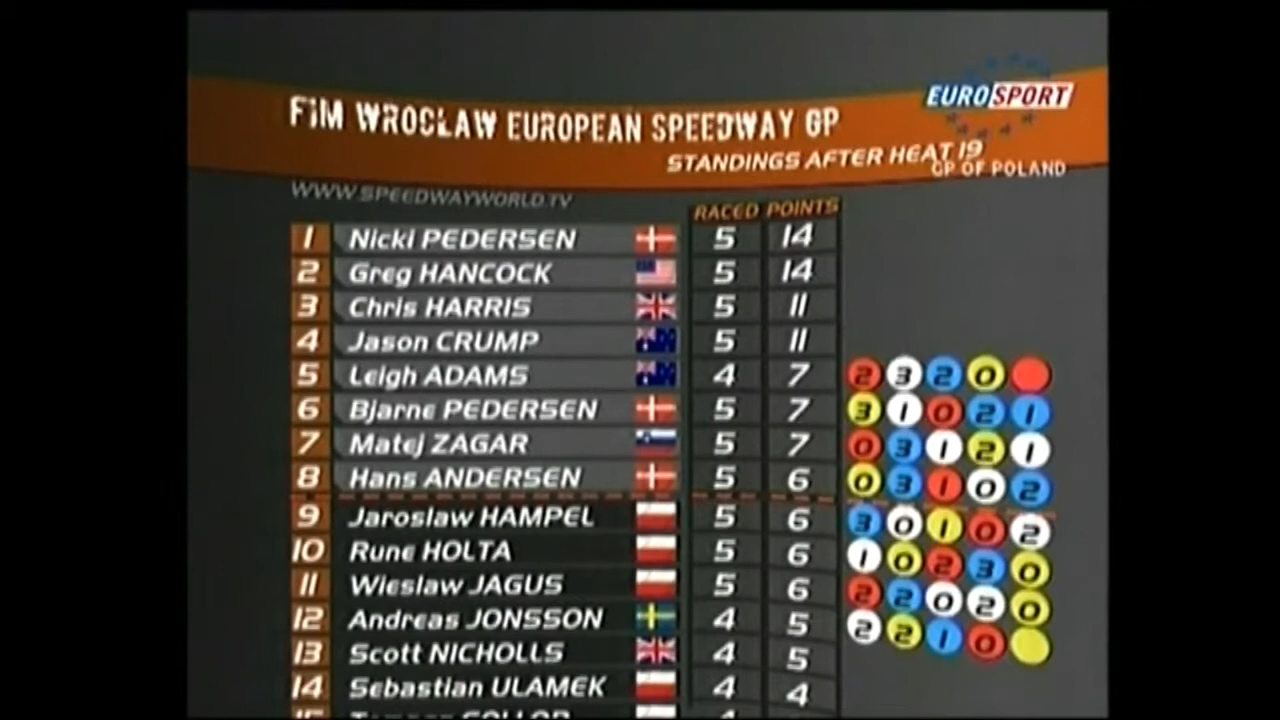 EUROSPORT
FIM WROCLAW EUROPEAN SPEEDWAY GP
STANDINGS AFTER HEAT 19
GP OF POLAND
WWW.SPEEDWAYWORLD.TV
RACED POINTS
1 Nicki PEDERSEN 5 14
2 Greg HANCOCK 5 14
3 Chris HARRIS 5 11
4 Jason CRUMP 5 11
5 Leigh ADAMS 4 7 2 3 2 0
6 Bjarne PEDERSEN 5 7 3 1 0 2 1
7 Matej ZAGAR 5 7 0 3 1 2 1
8 Hans ANDERSEN 5 6 0 3 1 0 2
9 Jaroslaw HAMPEL 5 6 3 0 1 0 2
10 Rune HOLTA 5 6 1 0 2 3 0
11 Wieslaw JAGUS 5 6 2 2 0 2 0
12 Andreas JONSSON 4 5 2 2 1 0
13 Scott NICHOLLS 4 5
14 Sebastian ULAMEK 4 4